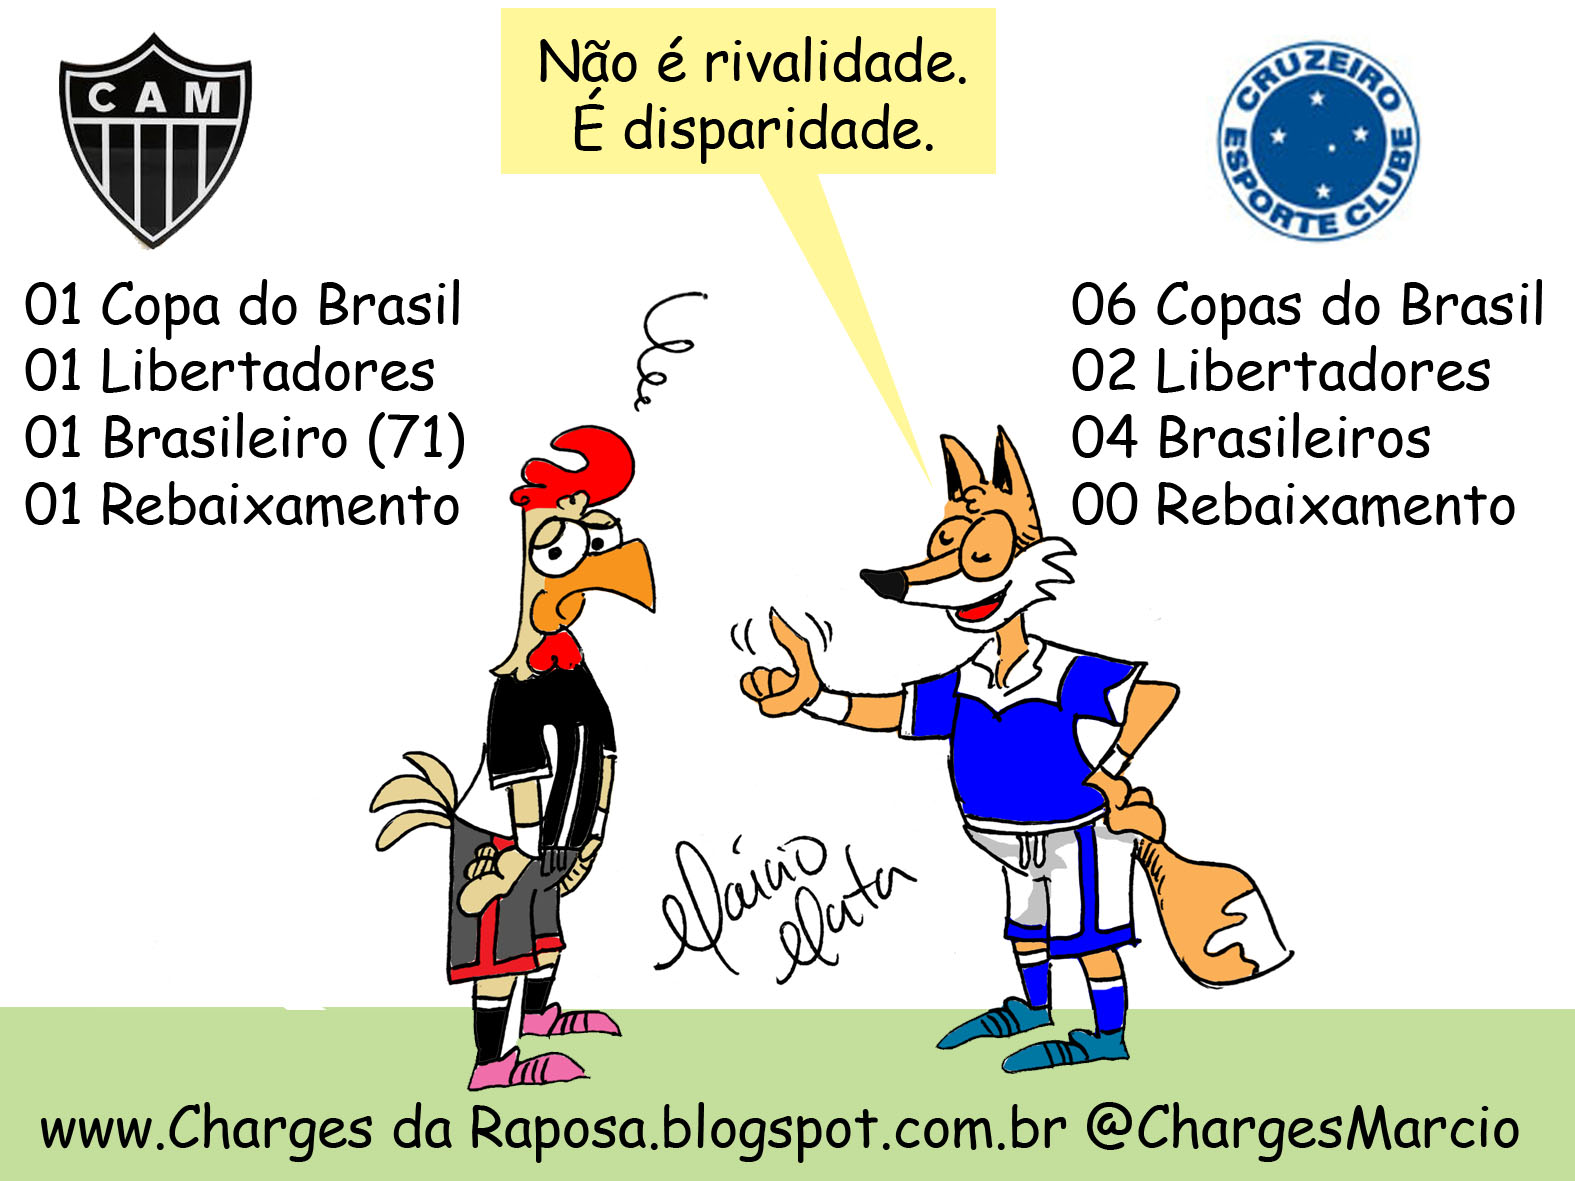 CAM
Não é rivalidade.
É disparidade.
CRUZEIRO
ESPORTE CLUBE
01 Copa do Brasil
01 Libertadores
01 Brasileiro (71)
01 Rebaixamento
06 Copas do Brasil
02 Libertadores
04 Brasileiros
00 Rebaixamento
Márcio
Mata
www.Charges da Raposa.blogspot.com.br @ChargesMarcio